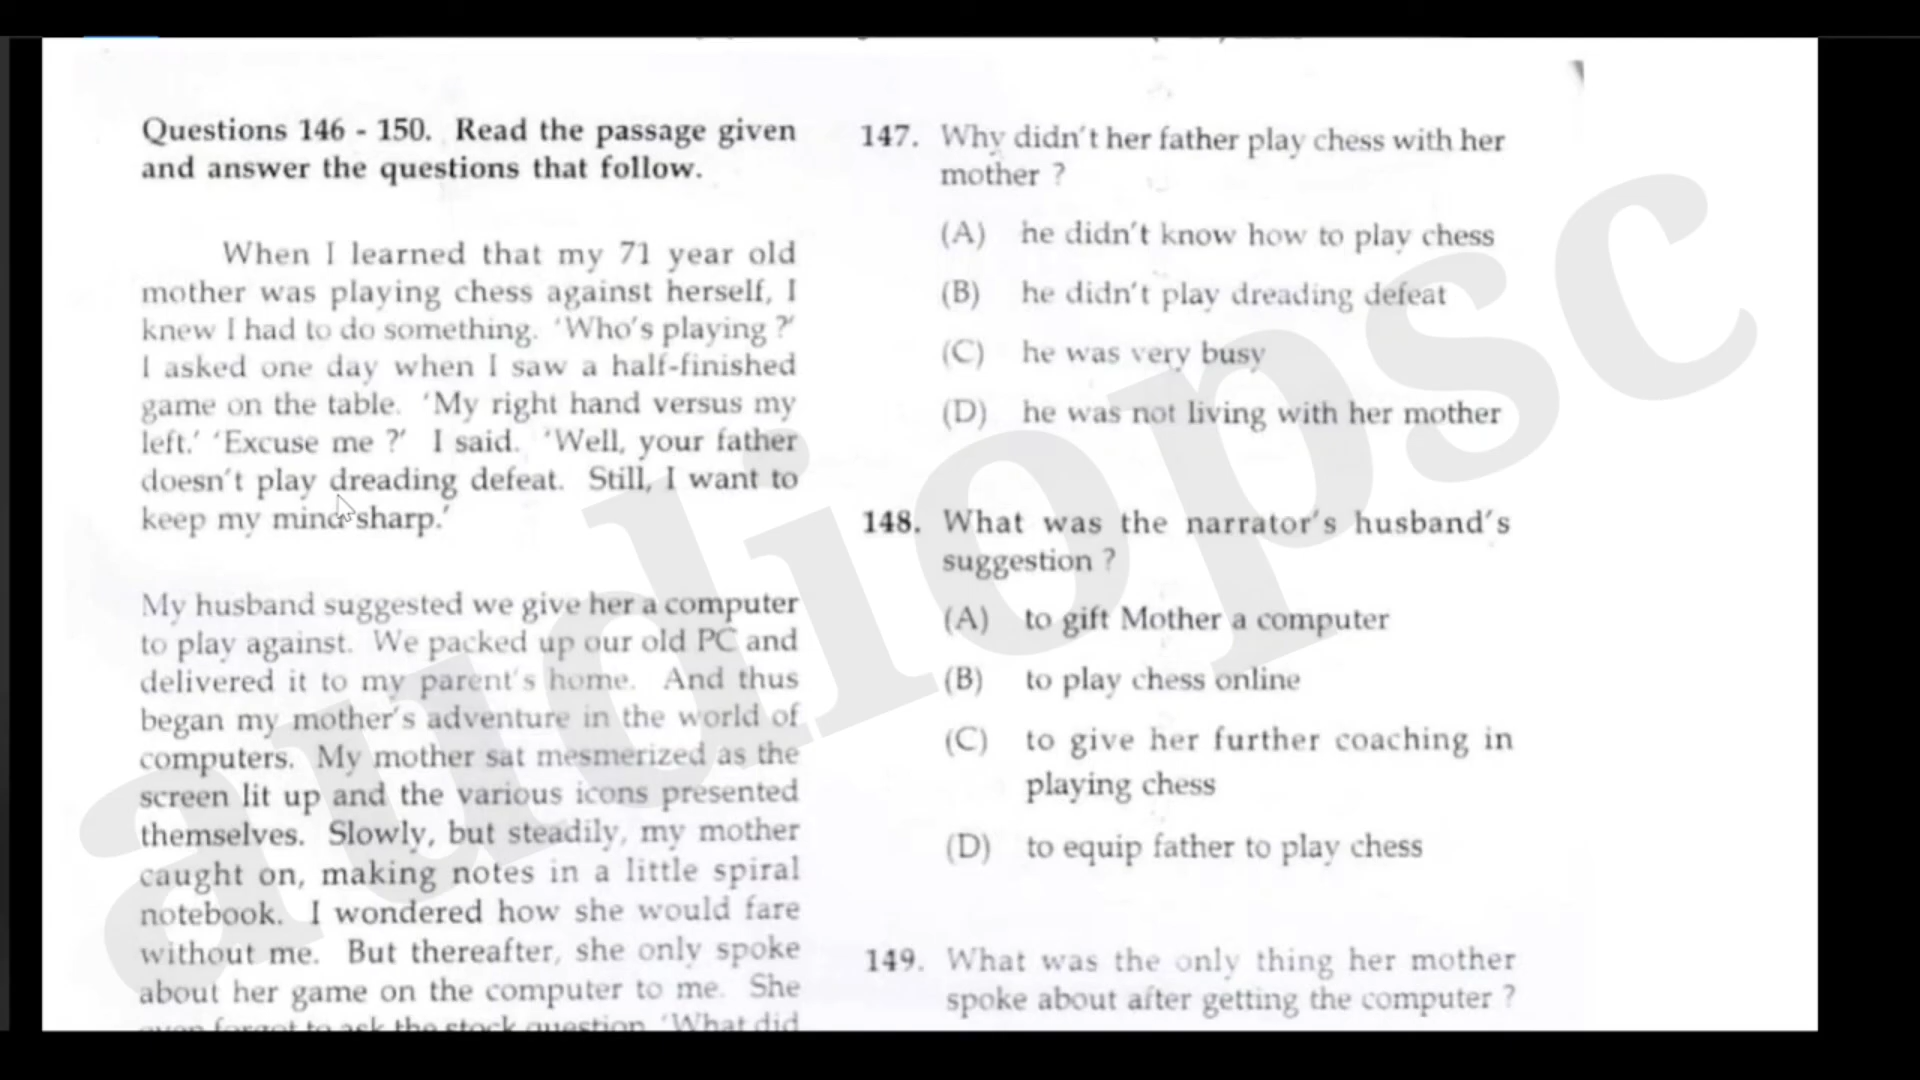 Questions 146 - 150. Read the passage given
and answer the questions that follow.
When I learned that my 71 year old
mother was playing chess against herself, I
knew I had to do something. 'Who's playing ?'
I asked one day when I saw a half-finished
game on the table. 'My right hand versus my
left.' 'Excuse me ?' I said. 'Well, your father
doesn't play dreading defeat. Still, I want to
keep my mind sharp.'
My husband suggested we give her a computer
to play against. We packed up our old PC and
delivered it to my parent's home. And thus
began my mother's adventure in the world of
computers. My mother sat mesmerized as the
screen lit up and the various icons presented
themselves. Slowly, but steadily, my mother
caught on, making notes in a little spiral
notebook. I wondered how she would fare
without me. But thereafter, she only spoke
about her game on the computer to me. She
even forgot to ask the stock question 'What did
147. Why didn't her father play chess with her
mother ?
(A) he didn't know how to play chess
(B) he didn't play dreading defeat
(C) he was very busy
(D) he was not living with her mother
148. What was the narrator's husband's
suggestion ?
(A) to gift Mother a computer
(B) to play chess online
(C) to give her further coaching in
playing chess
(D) to equip father to play chess
149. What was the only thing her mother
spoke about after getting the computer ?
audiopsc